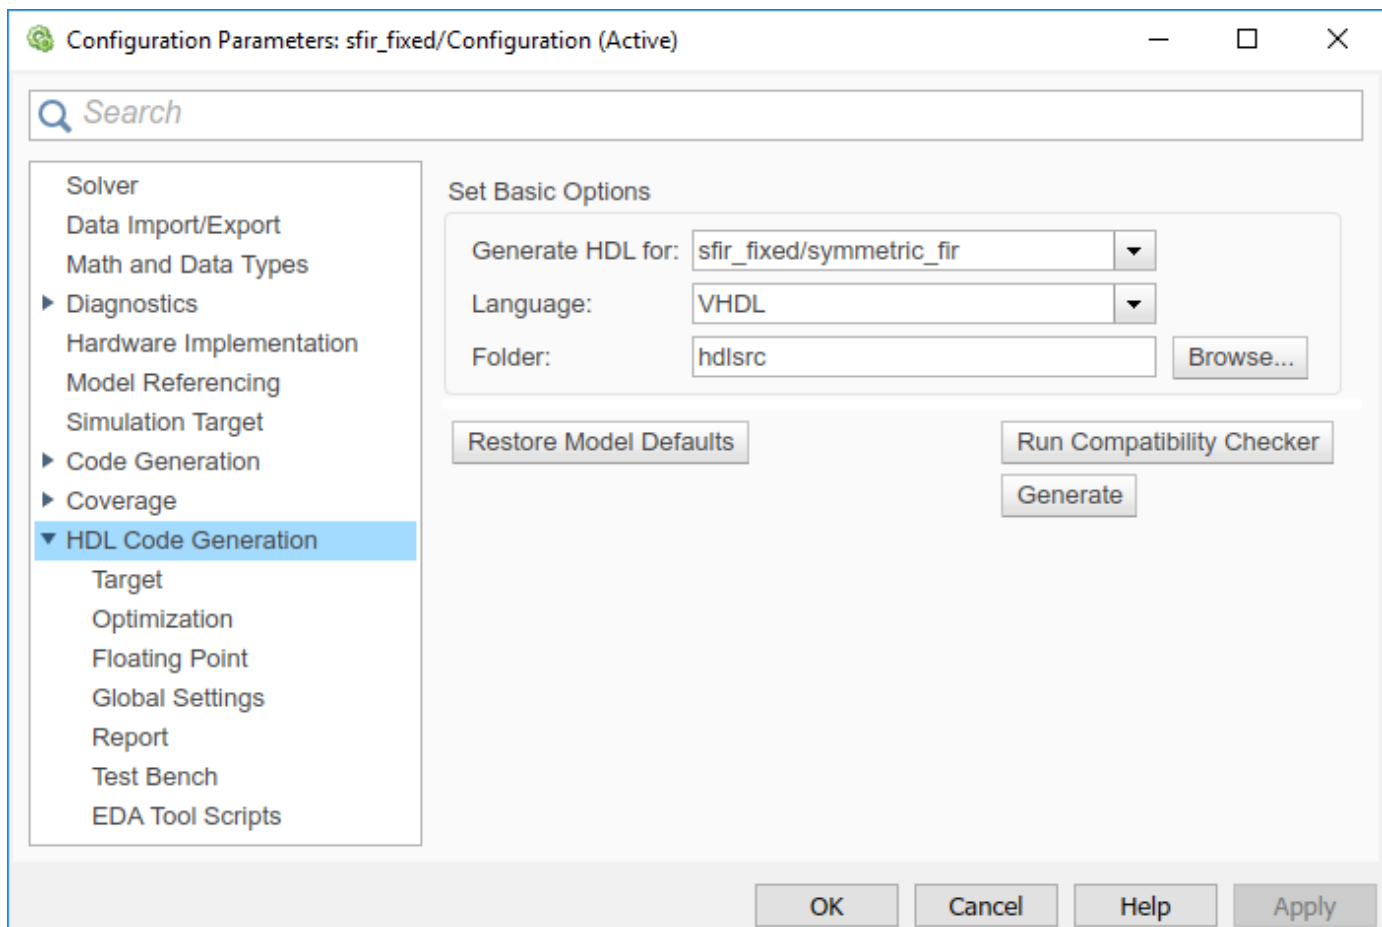 Configuration Parameters: sfir_fixed/Configuration (Active)
Search
Solver
Data Import/Export
Math and Data Types
Diagnostics
Hardware Implementation
Model Referencing
Simulation Target
Code Generation
Coverage
HDL Code Generation
Target
Optimization
Floating Point
Global Settings
Report
Test Bench
EDA Tool Scripts
Set Basic Options
Generate HDL for: sfir_fixed/symmetric_fir
Language: VHDL
Folder: hdlsrc Browse...
Restore Model Defaults Run Compatibility Checker
Generate
OK Cancel Help Apply